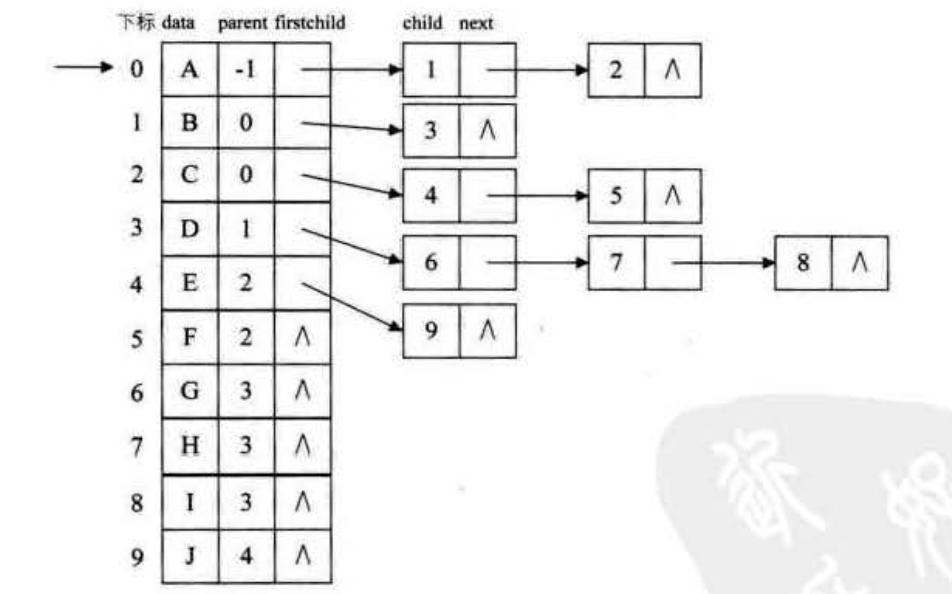 下标 data parent firstchild child next
0 A -1 1 2 Λ
1 B 0 3 Λ
2 C 0 4 5 Λ
3 D 1 6 7 8 Λ
4 E 2 9 Λ
5 F 2 Λ
6 G 3 Λ
7 H 3 Λ
8 I 3 Λ
9 J 4 Λ